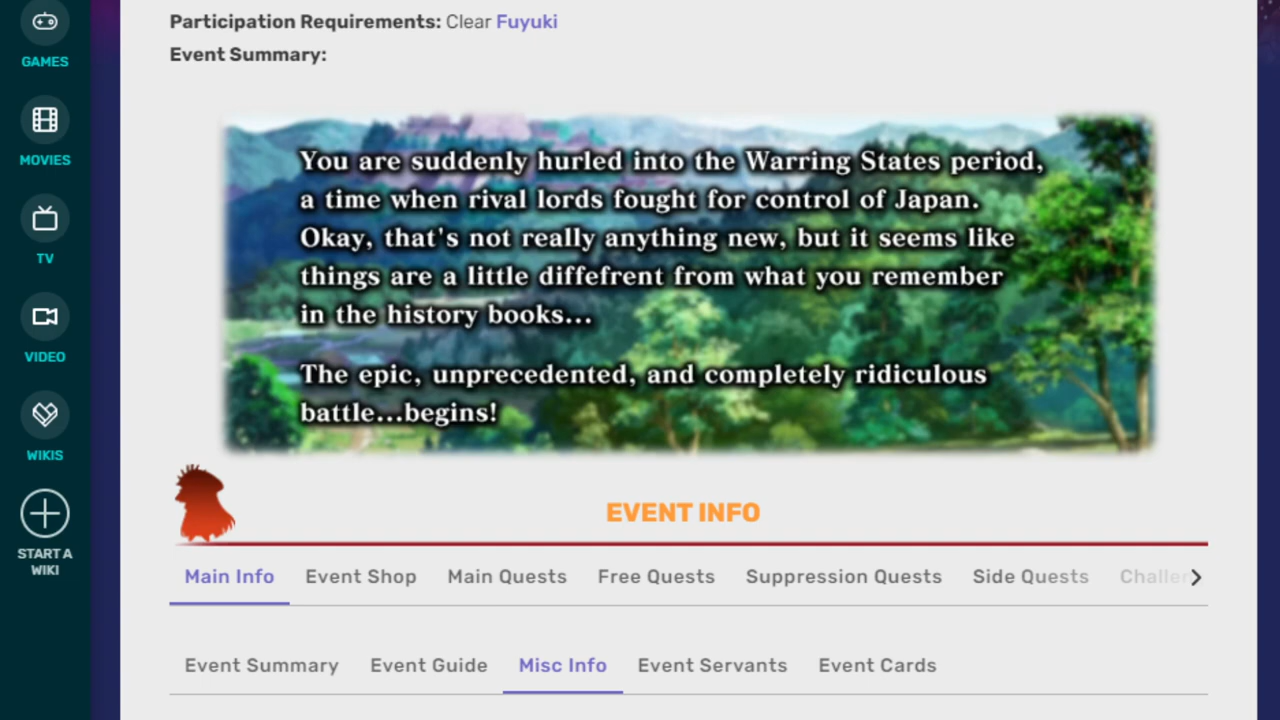 GAMES
MOVIES
TV
VIDEO
WIKIS
START A
WIKI
Participation Requirements: Clear Fuyuki
Event Summary:
You are suddenly hurled into the Warring States period,
a time when rival lords fought for control of Japan.
Okay, that's not really anything new, but it seems like
things are a little diffefrent from what you remember
in the history books...
The epic, unprecedented, and completely ridiculous
battle...begins!
EVENT INFO
Main Info Event Shop Main Quests Free Quests Suppression Quests Side Quests
Event Summary Event Guide Misc Info Event Servants Event Cards